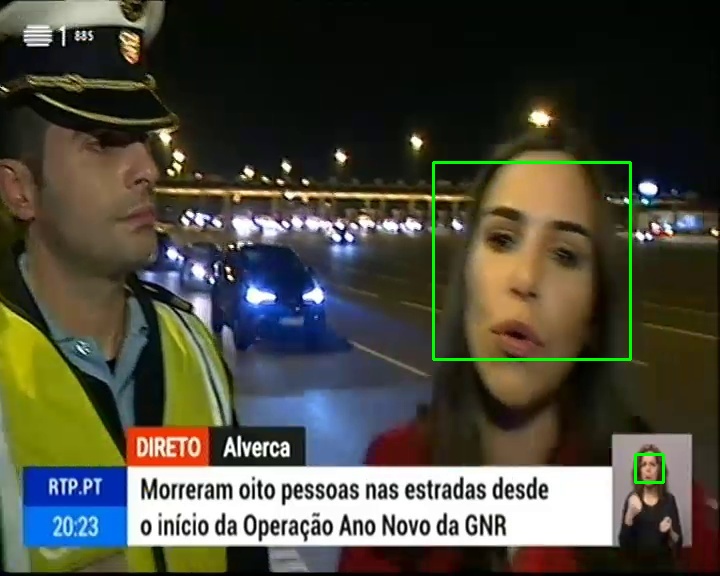 1 885
DIRETO Alverca
RTP.PT
Morreram oito pessoas nas estradas desde
20:23
o início da Operação Ano Novo da GNR